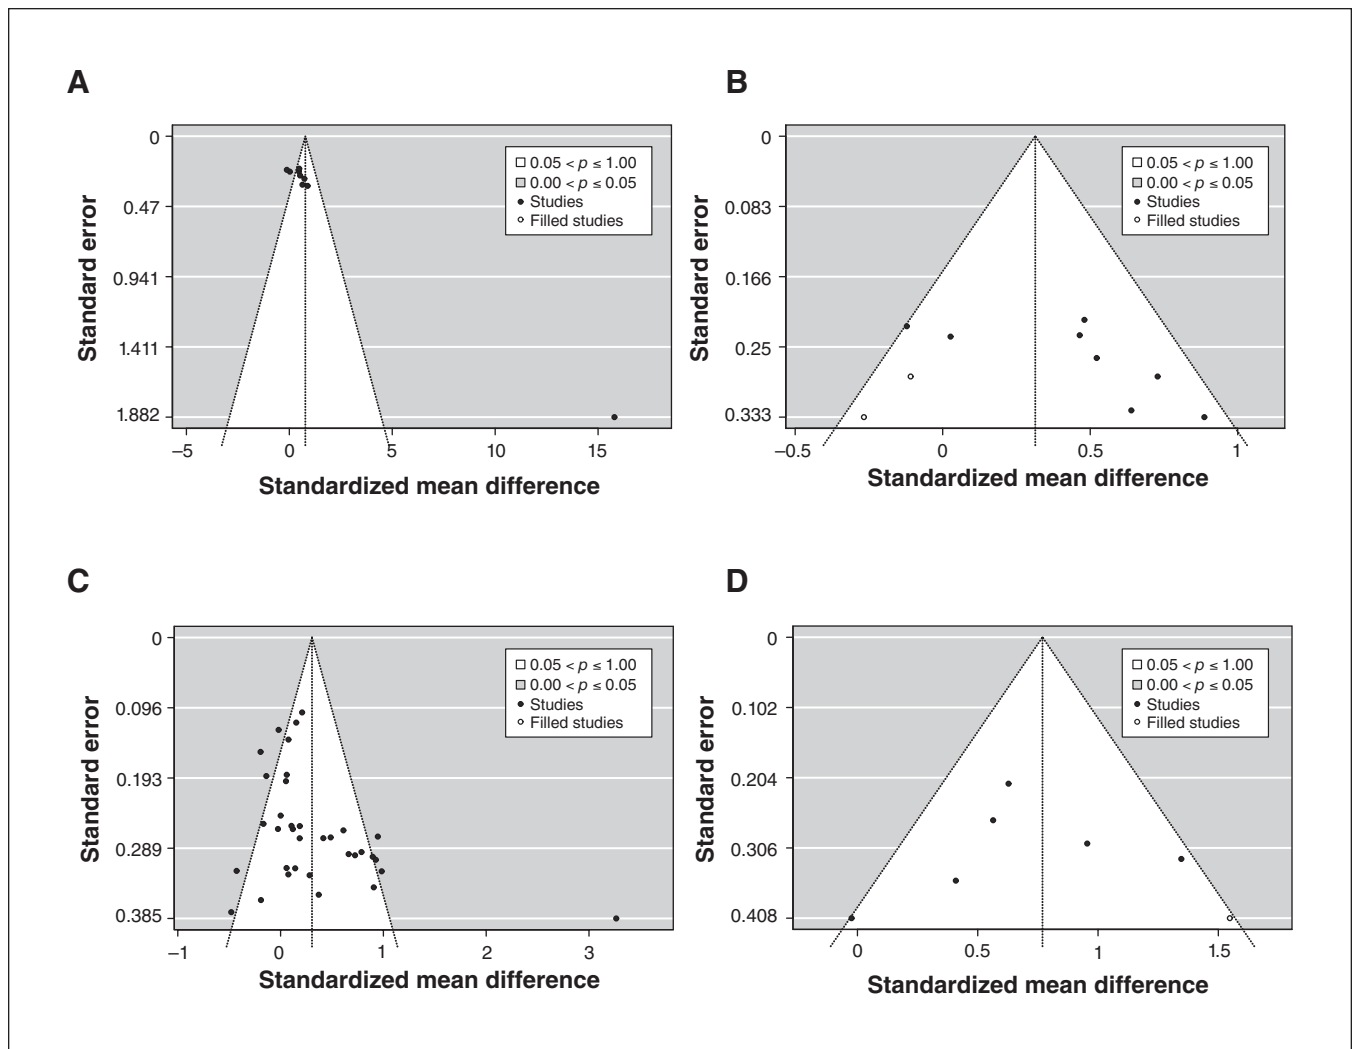 A
Standard error
0
0.47
0.941
1.411
1.882
0.05 < p ≤ 1.00
0.00 < p ≤ 0.05
Studies
Filled studies
–5
0
5
10
15
Standardized mean difference
B
Standard error
0
0.083
0.166
0.25
0.333
0.05 < p ≤ 1.00
0.00 < p ≤ 0.05
Studies
Filled studies
–0.5
0
0.5
1
Standardized mean difference
C
Standard error
0
0.096
0.193
0.289
0.385
0.05 < p ≤ 1.00
0.00 < p ≤ 0.05
Studies
Filled studies
–1
0
1
2
3
Standardized mean difference
D
Standard error
0
0.102
0.204
0.306
0.408
0.05 < p ≤ 1.00
0.00 < p ≤ 0.05
Studies
Filled studies
0
0.5
1
1.5
Standardized mean difference